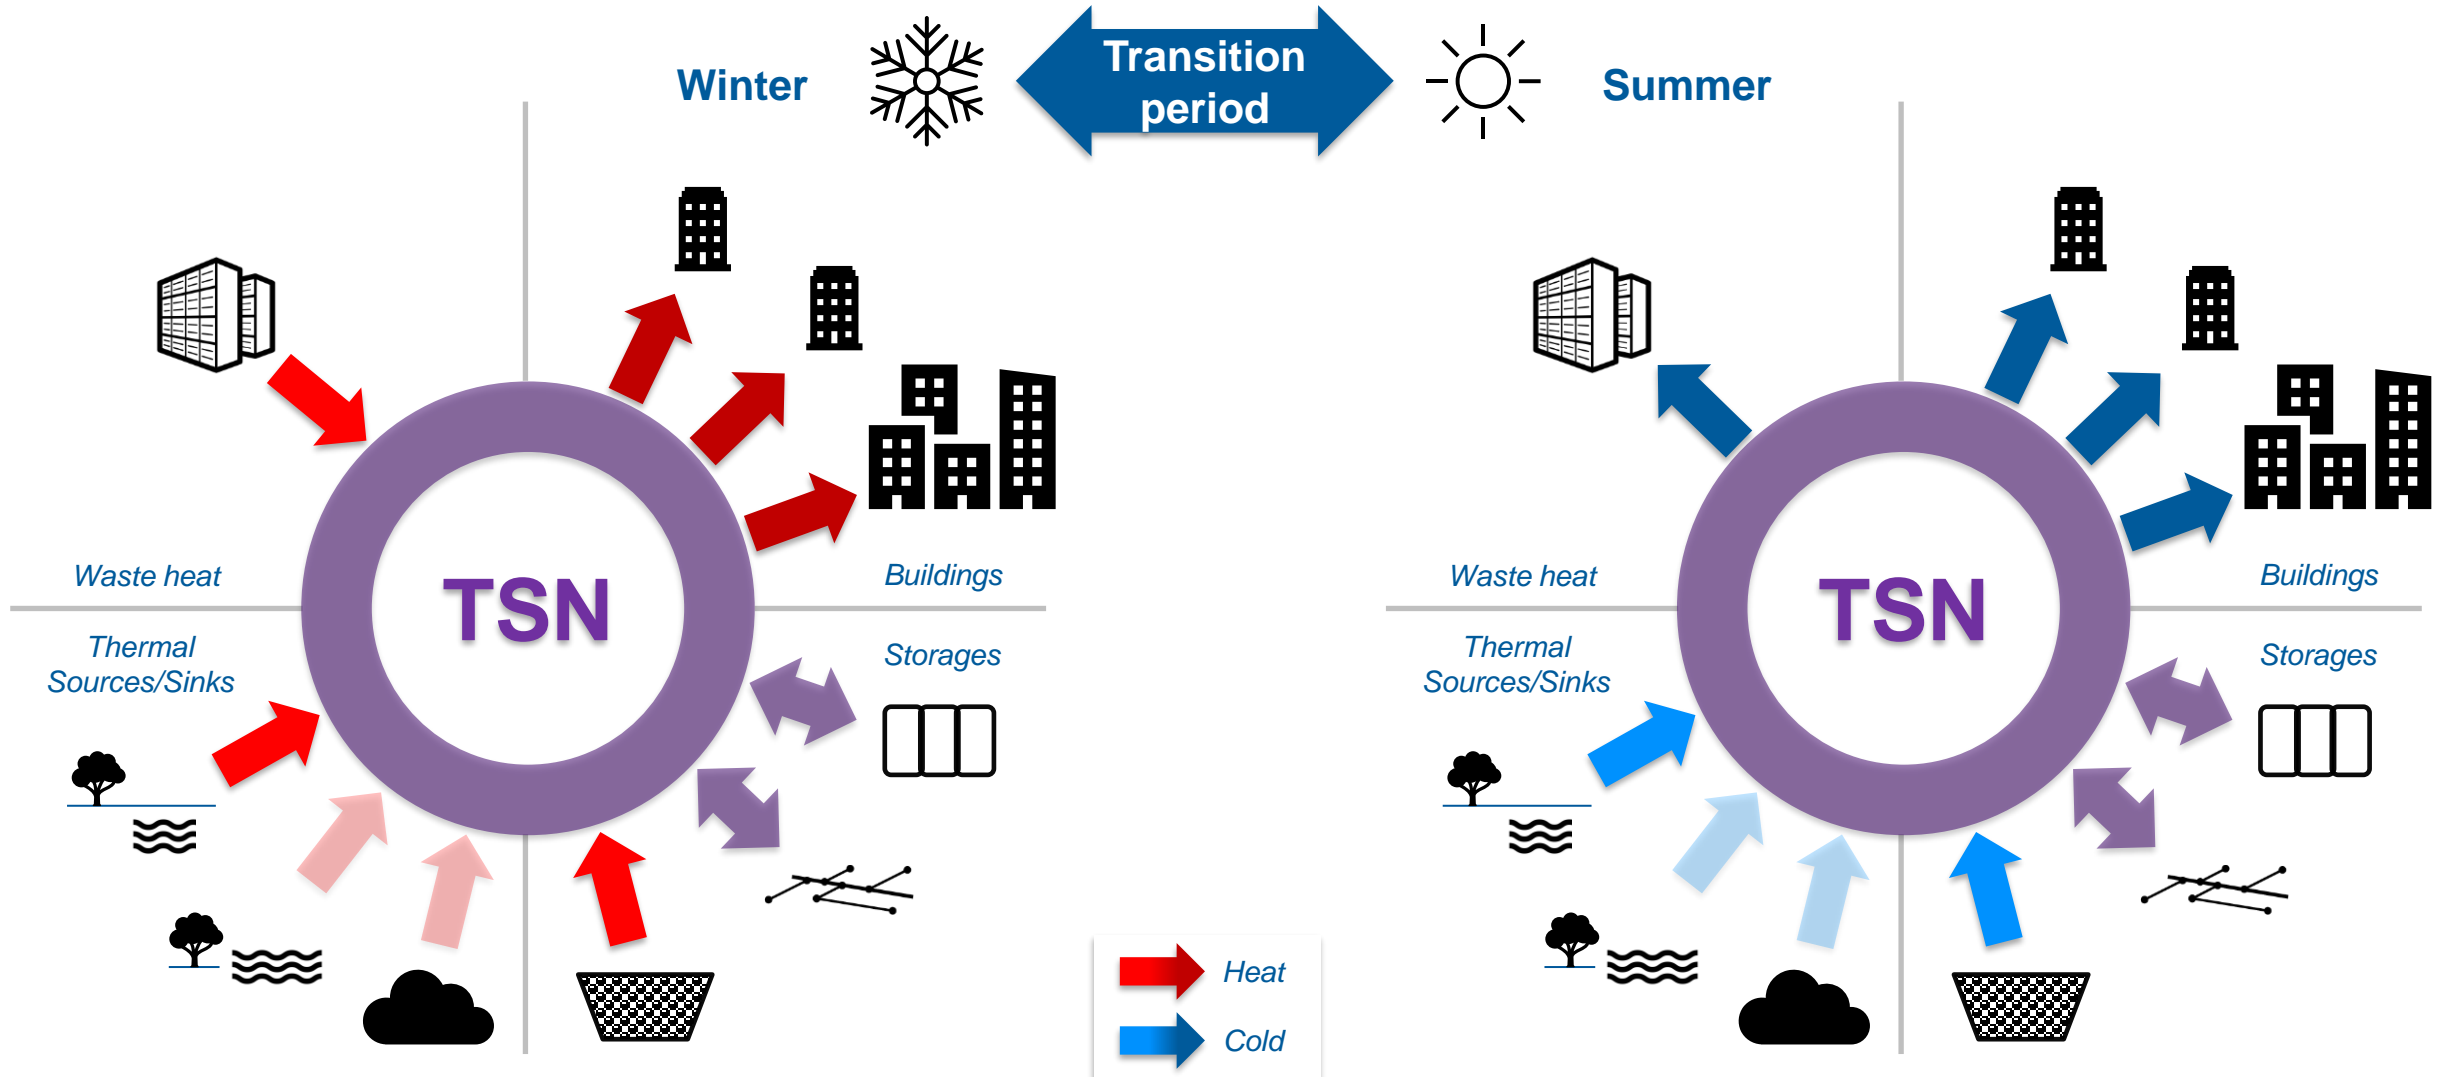 Winter
Transition
period
Summer
Waste heat
Buildings
TSN
Thermal
Sources/Sinks
Storages
Waste heat
Buildings
TSN
Thermal
Sources/Sinks
Storages
Heat
Cold